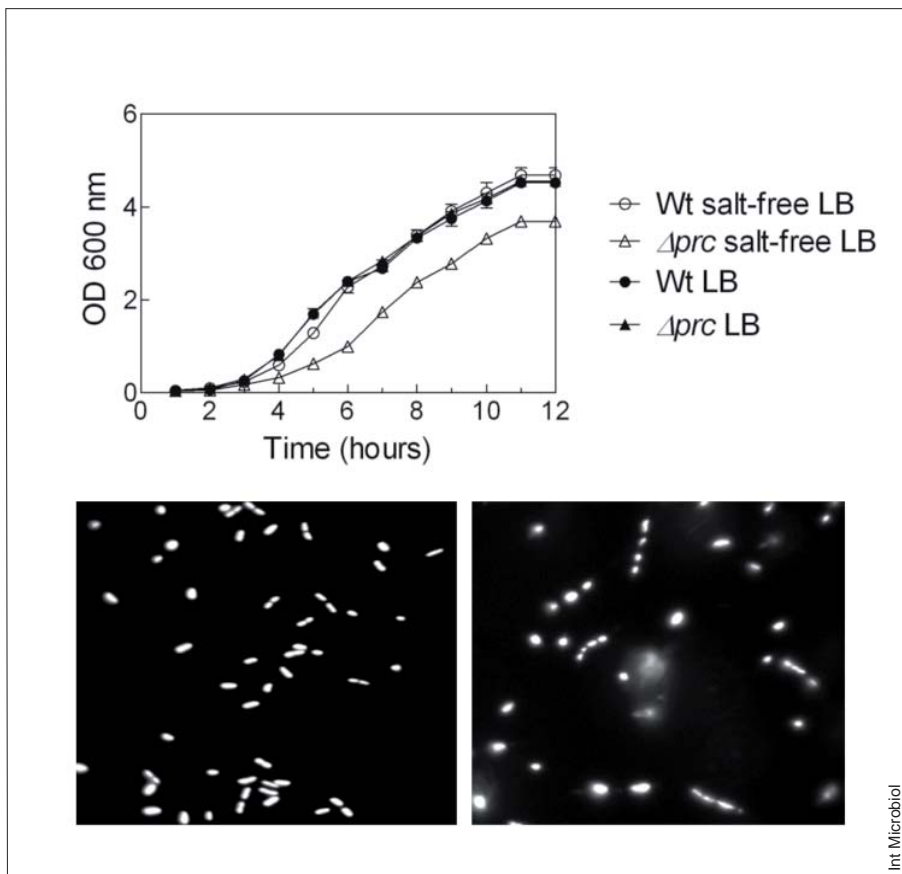 6
4
2
0
OD 600 nm
0 2 4 6 8 10 12
Time (hours)
Wt salt-free LB
Δprc salt-free LB
Wt LB
Δprc LB
Int Microbiol